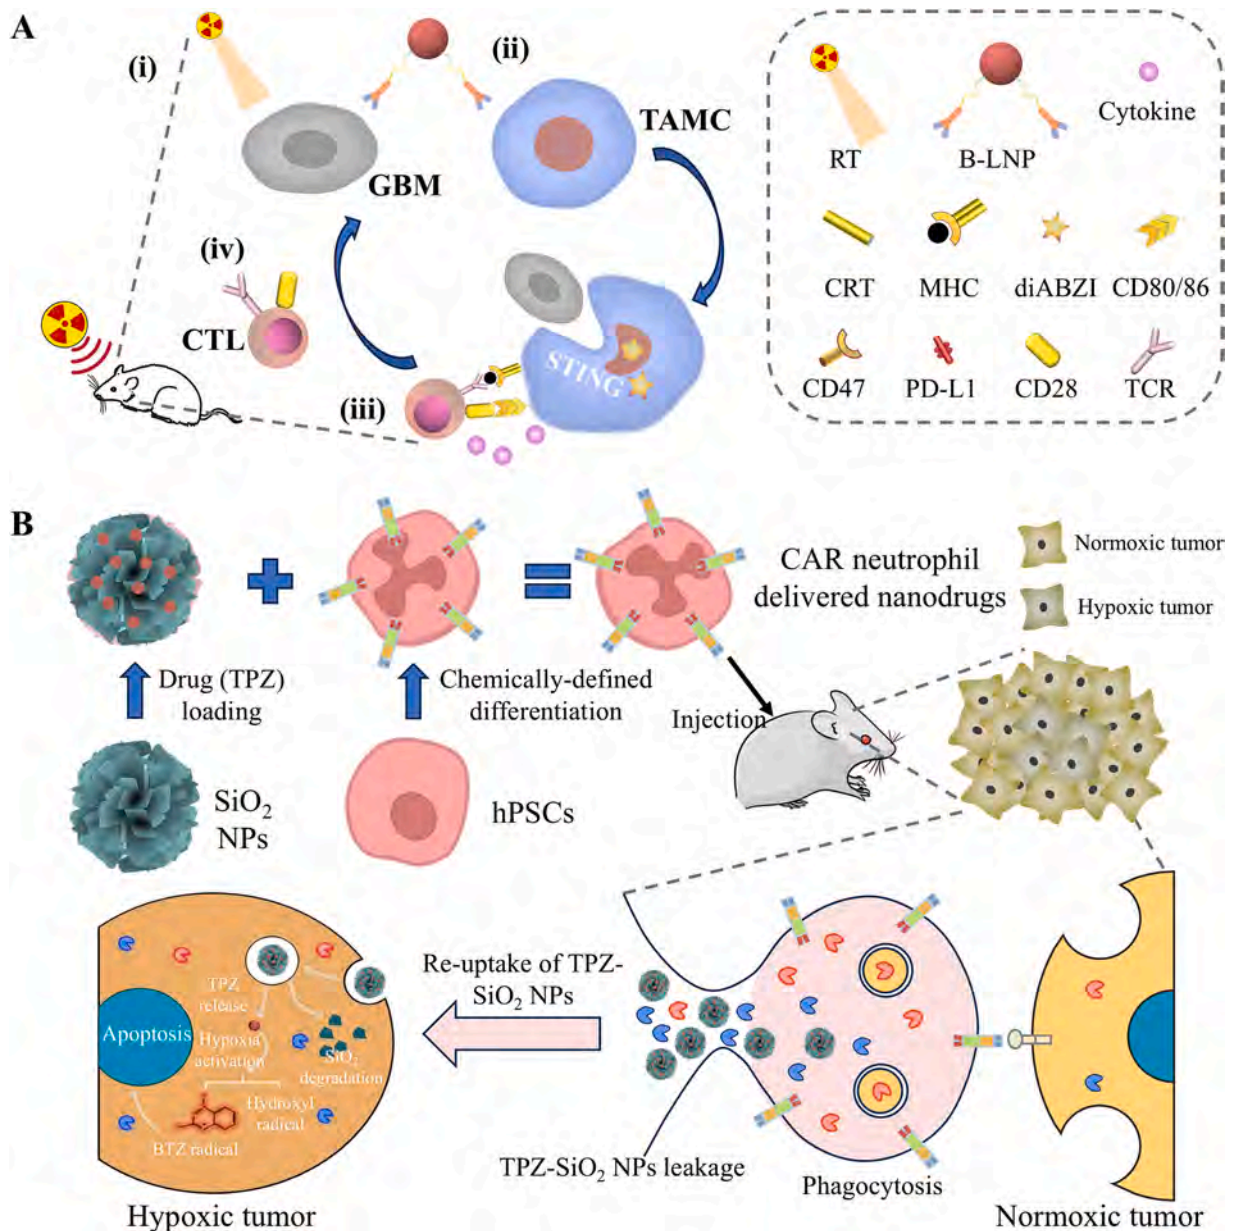 A
(i)
(ii)
GBM
TAMC
(iv)
CTL
(iii)
STING
RT
B-LNP
Cytokine
CRT
MHC
diABZI
CD80/86
CD47
PD-L1
CD28
TCR
B
CAR neutrophil
delivered nanodrugs
Normoxic tumor
Hypoxic tumor
Drug (TPZ)
loading
Chemically-defined
differentiation
Injection
SiO2
NPs
hPSCs
TPZ
release
Apoptosis
Hypoxia
activation
SiO2
degradation
Hydroxyl
radical
BTZ radical
Hypoxic tumor
Re-uptake of TPZ-
SiO2 NPs
TPZ-SiO2 NPs leakage
Phagocytosis
Normoxic tumor